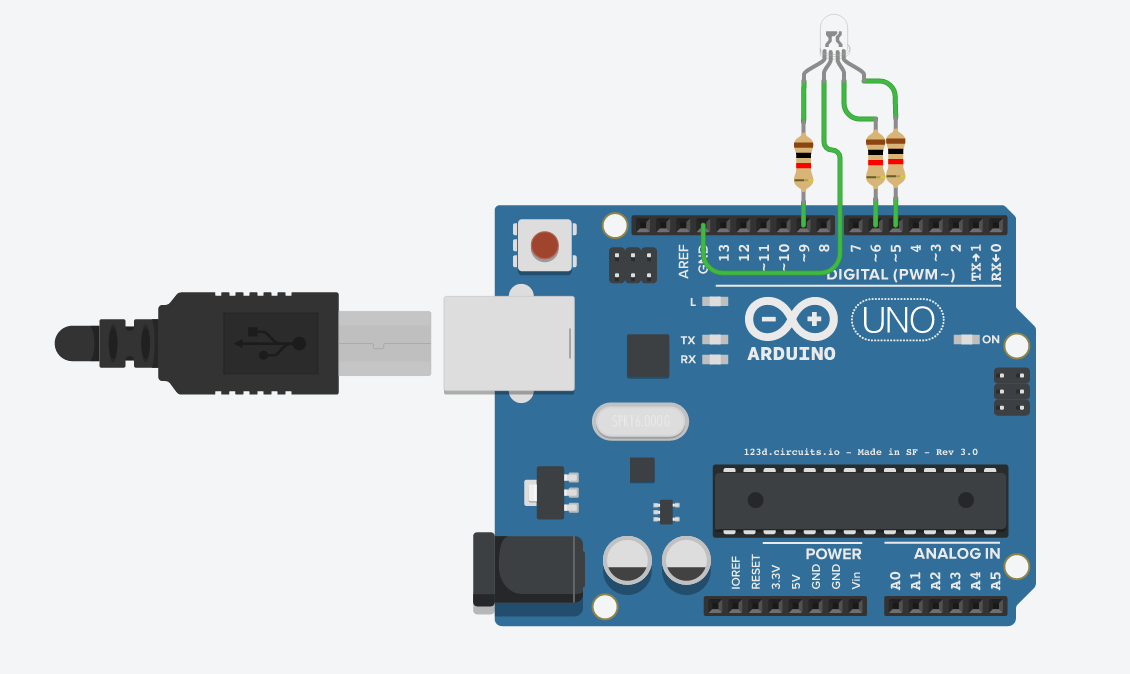 AREF
GND
13
12
~11
~10
~9
8
7
~6
~5
4
~3
2
TX→1
RX←0
DIGITAL (PWM~)
L
TX
RX
ARDUINO
UNO
ON
SPK16.000G
123d.circuits.io - Made in SF - Rev 3.0
POWER
ANALOG IN
IOREF
RESET
3.3V
5V
GND
GND
Vin
A0
A1
A2
A3
A4
A5